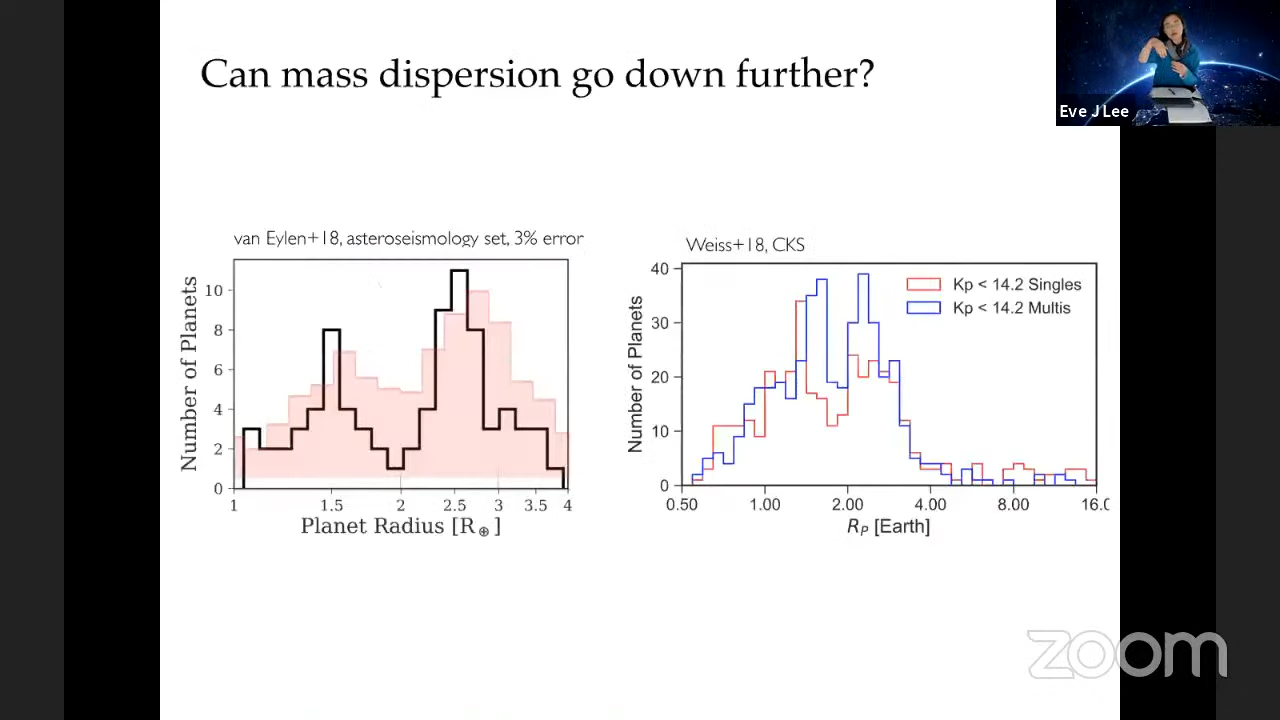 Can mass dispersion go down further?
Eve J Lee
van Eylen+18, asteroseismology set, 3% error
Number of Planets
10
8
6
4
2
0
1
1.5
2
2.5
3
3.5
4
Planet Radius [R⊕]
Weiss+18, CKS
Number of Planets
40
30
20
10
0
Kp < 14.2 Singles
Kp < 14.2 Multis
0.50
1.00
2.00
4.00
8.00
16.0
RP [Earth]
zoom